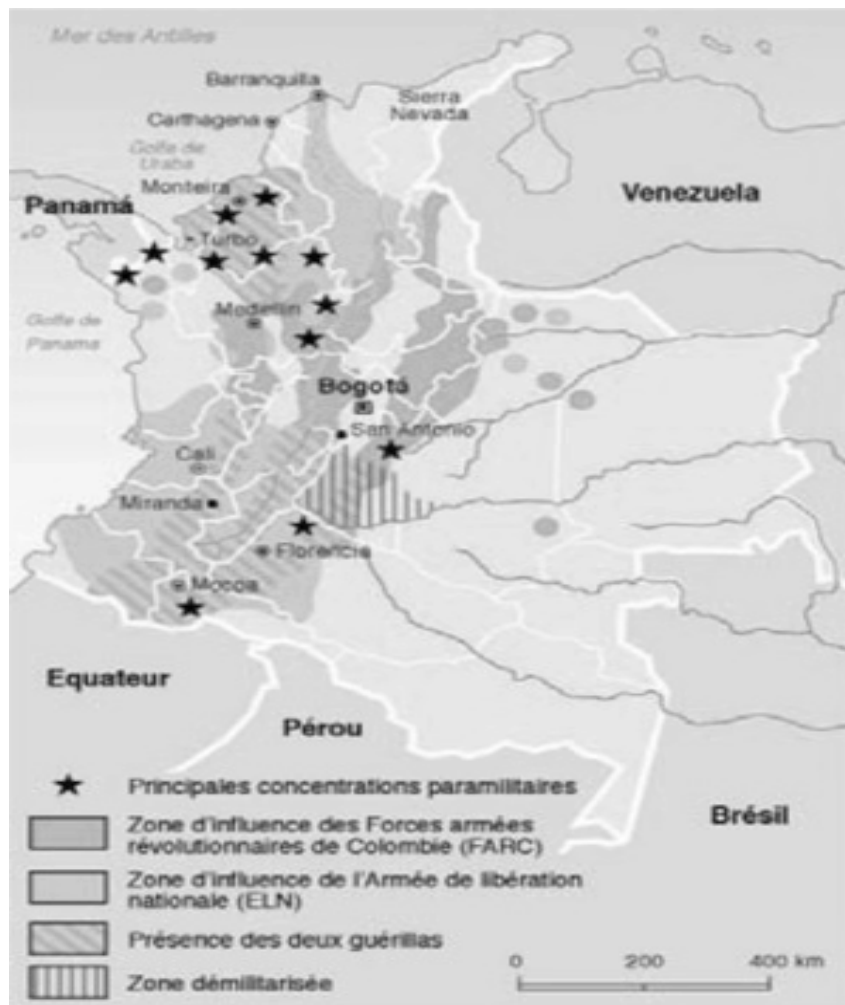 Mer des Antilles
Barranquilla
Sierra
Nevada
Carthagena
Golfe de
Uraba
Monteira
Panamá
Venezuela
Turbo
Golfe de
Panama
Medellin
Bogotá
San Antonio
Cali
Miranda
Florencia
Mocoa
Equateur
Pérou
Brésil
Principales concentrations paramilitaires
Zone d'influence des Forces armées
révolutionnaires de Colombie (FARC)
Zone d'influence de l'Armée de libération
nationale (ELN)
Présence des deux guérillas
Zone démilitarisée
0 200 400 km